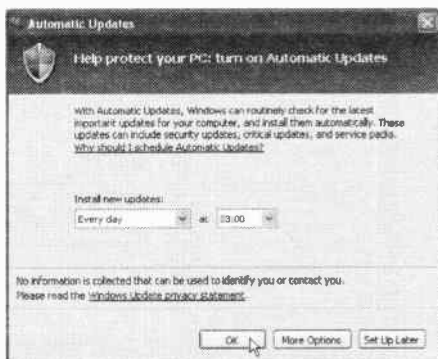 Automatic Updates
Help protect your PC: turn on Automatic Updates
With Automatic Updates, Windows can routinely check for the latest
important updates for your computer, and install them automatically. These
updates can include security updates, critical updates, and service packs.
Why should I schedule Automatic Updates?
Install new updates:
Every day at 03:00
No information is collected that can be used to identify you or contact you.
Please read the Windows Update privacy statement.
OK More Options Set Up Later